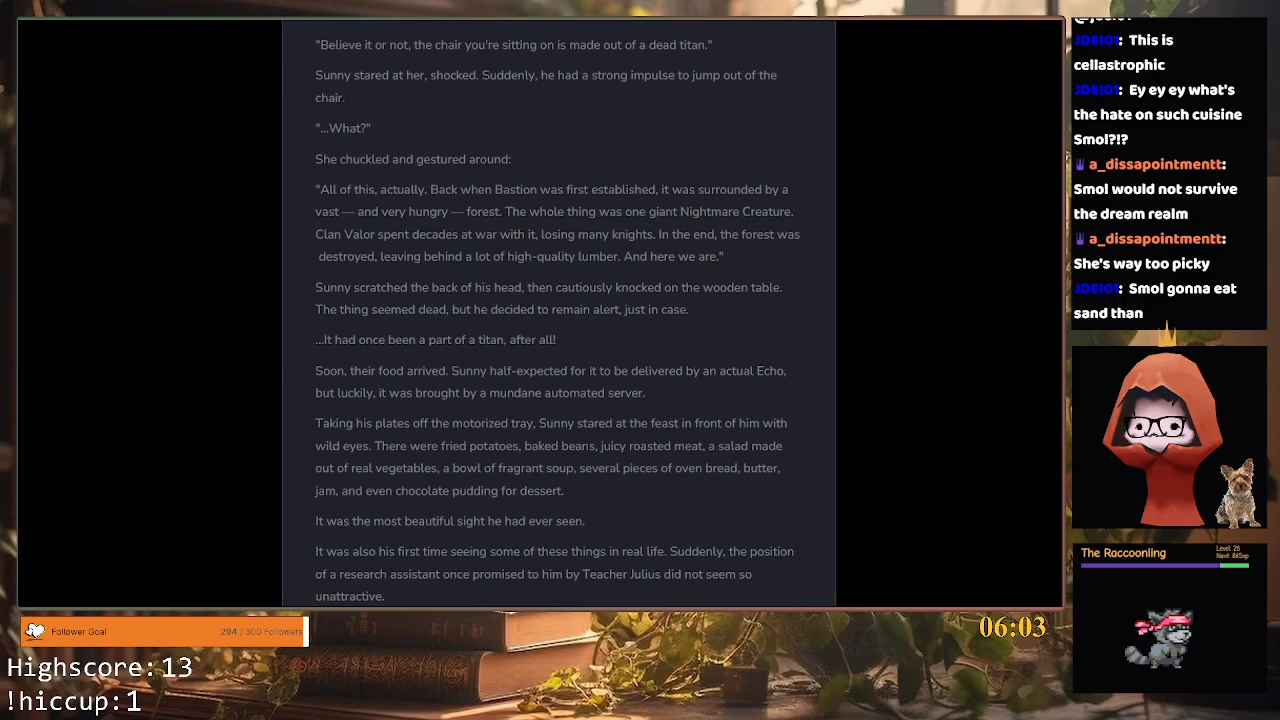 "Believe it or not, the chair you're sitting on is made out of a dead titan."
Sunny stared at her, shocked. Suddenly, he had a strong impulse to jump out of the
chair.
"...What?"
She chuckled and gestured around:
"All of this, actually. Back when Bastion was first established, it was surrounded by a
vast — and very hungry — forest. The whole thing was one giant Nightmare Creature.
Clan Valor spent decades at war with it, losing many knights. In the end, the forest was
destroyed, leaving behind a lot of high-quality lumber. And here we are."
Sunny scratched the back of his head, then cautiously knocked on the wooden table.
The thing seemed dead, but he decided to remain alert, just in case.
...It had once been a part of a titan, after all!
Soon, their food arrived. Sunny half-expected for it to be delivered by an actual Echo,
but luckily, it was brought by a mundane automated server.
Taking his plates off the motorized tray, Sunny stared at the feast in front of him with
wild eyes. There were fried potatoes, baked beans, juicy roasted meat, a salad made
out of real vegetables, a bowl of fragrant soup, several pieces of oven bread, butter,
jam, and even chocolate pudding for dessert.
It was the most beautiful sight he had ever seen.
It was also his first time seeing some of these things in real life. Suddenly, the position
of a research assistant once promised to him by Teacher Julius did not seem so
unattractive.
JDEI01: This is
cellastrophic
JDEI01: Ey ey ey what's
the hate on such cuisine
Smol?!?
a_dissapointmentt:
Smol would not survive
the dream realm
a_dissapointmentt:
She's way too picky
JDEI01: Smol gonna eat
sand than
The Raccoonling
Level: 26
Next: 845xp
Follower Goal
294 / 300 Followers
06:03
Highscore:13
!hiccup:1